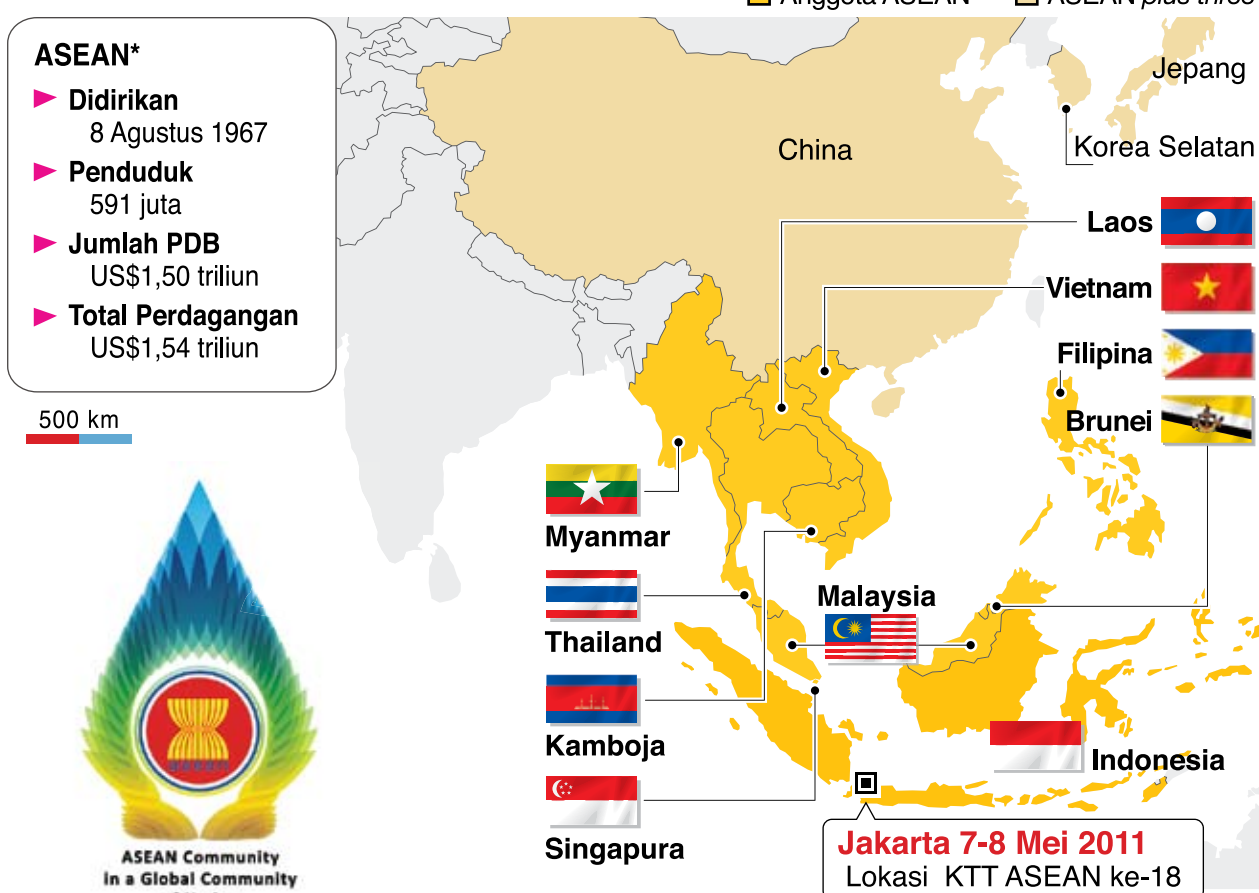 Anggota ASEAN
ASEAN plus three
ASEAN*
Didirikan
8 Agustus 1967
Penduduk
591 juta
Jumlah PDB
US$1,50 triliun
Total Perdagangan
US$1,54 triliun
500 km
Jepang
China
Korea Selatan
Laos
Vietnam
Filipina
Brunei
Myanmar
Thailand
Malaysia
Kamboja
Indonesia
Singapura
Jakarta 7-8 Mei 2011
Lokasi KTT ASEAN ke-18
ASEAN Community
in a Global Community